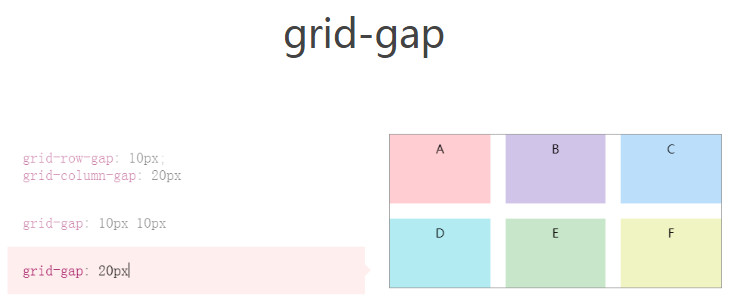 grid-gap
grid-row-gap: 10px;
grid-column-gap: 20px
grid-gap: 10px 10px
grid-gap: 20px
A B C
D E F